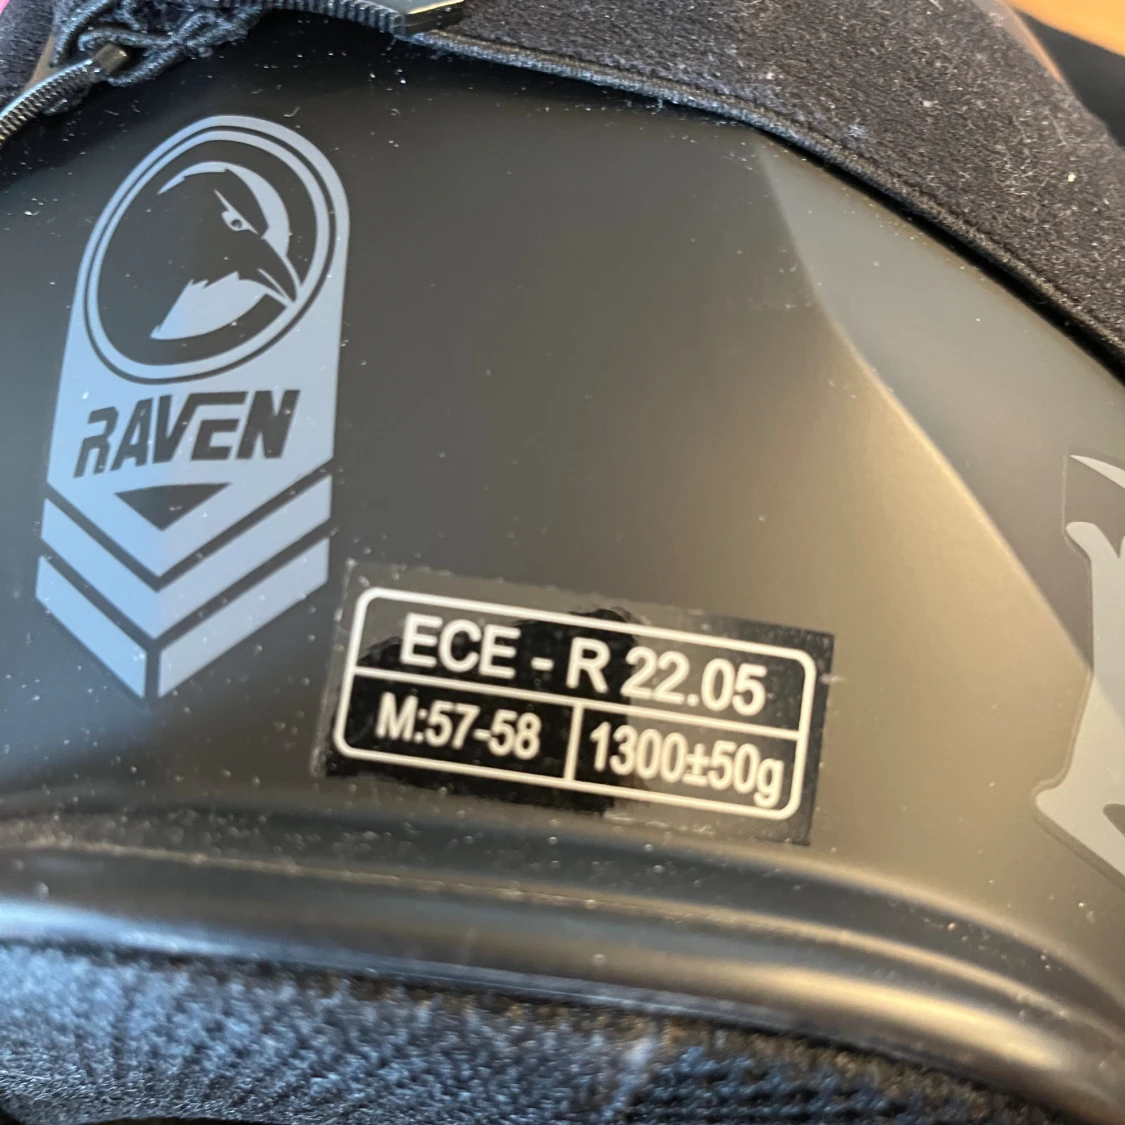 RAVEN
ECE - R 22.05
M:57-58
1300±50g